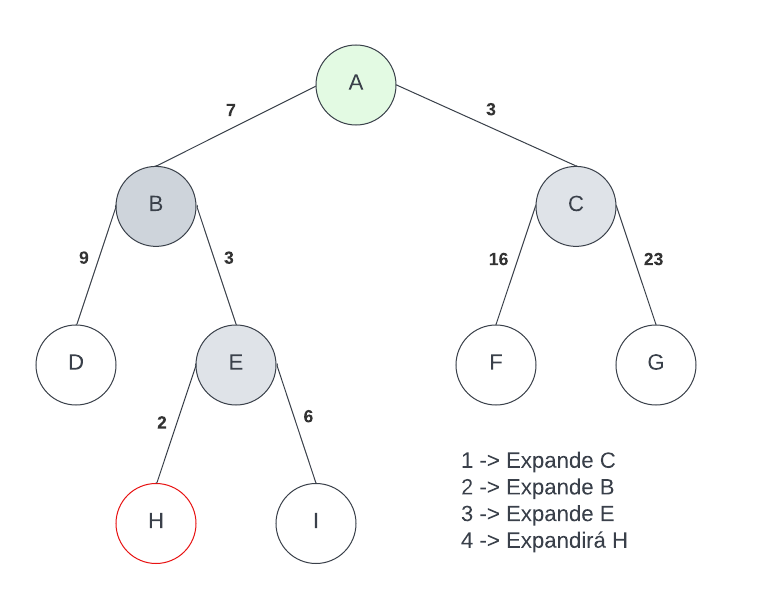 A
7
3
B
C
9
3
16
23
D
E
F
G
2
6
H
I
1 -> Expande C
2 -> Expande B
3 -> Expande E
4 -> Expandirá H